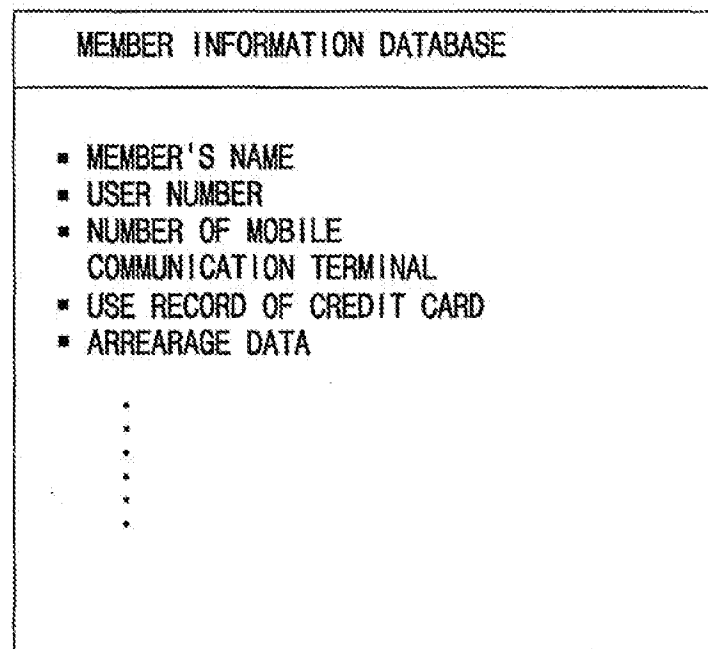 MEMBER INFORMATION DATABASE
▪ MEMBER'S NAME
▪ USER NUMBER
▪ NUMBER OF MOBILE
COMMUNICATION TERMINAL
▪ USE RECORD OF CREDIT CARD
▪ ARREARAGE DATA